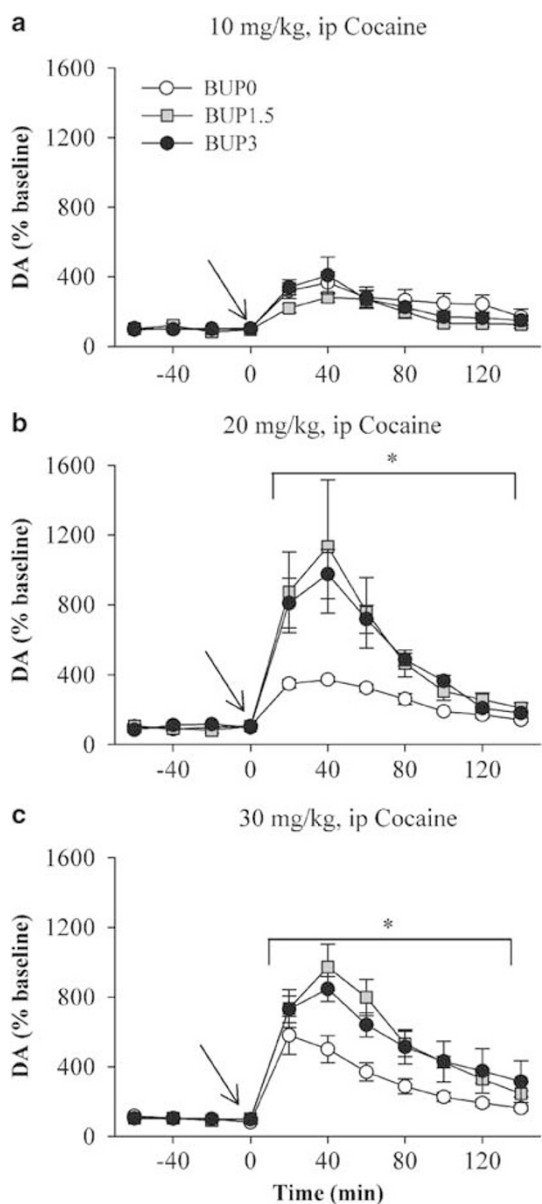 a
10 mg/kg, ip Cocaine
1600
1200
800
400
0
DA (% baseline)
BUP0
BUP1.5
BUP3
-40 0 40 80 120
b
20 mg/kg, ip Cocaine
1600
1200
800
400
0
DA (% baseline)
*
-40 0 40 80 120
c
30 mg/kg, ip Cocaine
1600
1200
800
400
0
DA (% baseline)
*
-40 0 40 80 120
Time (min)